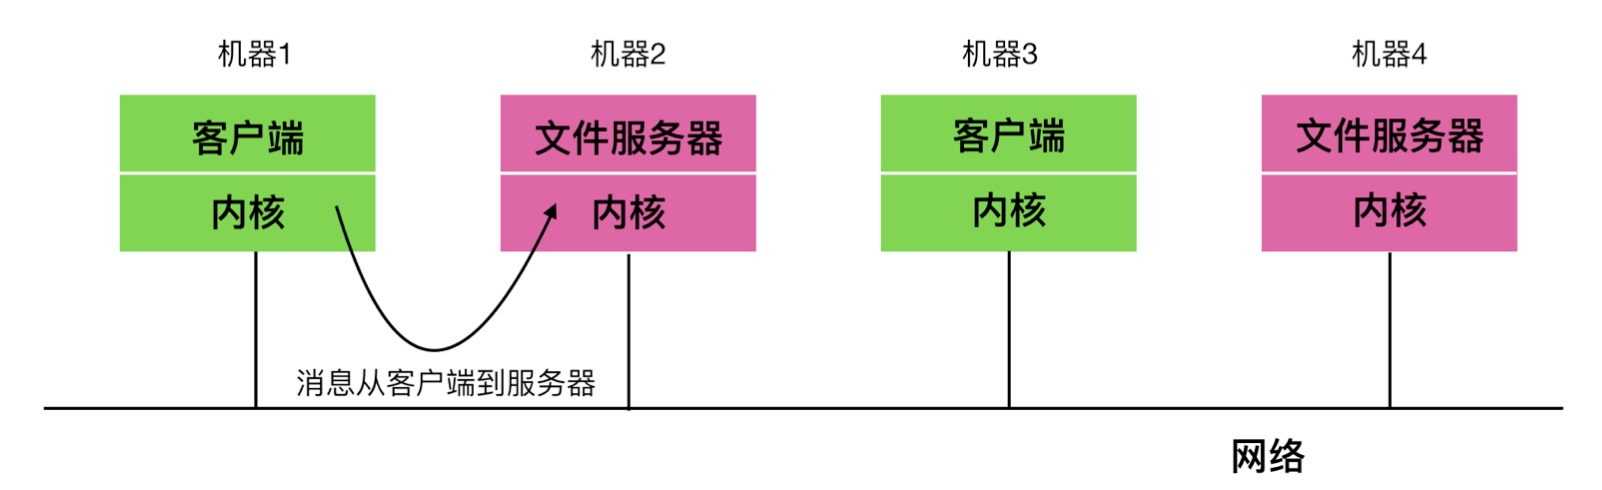 机器1 机器2 机器3 机器4
客户端 文件服务器 客户端 文件服务器
内核 内核 内核 内核
消息从客户端到服务器
网络